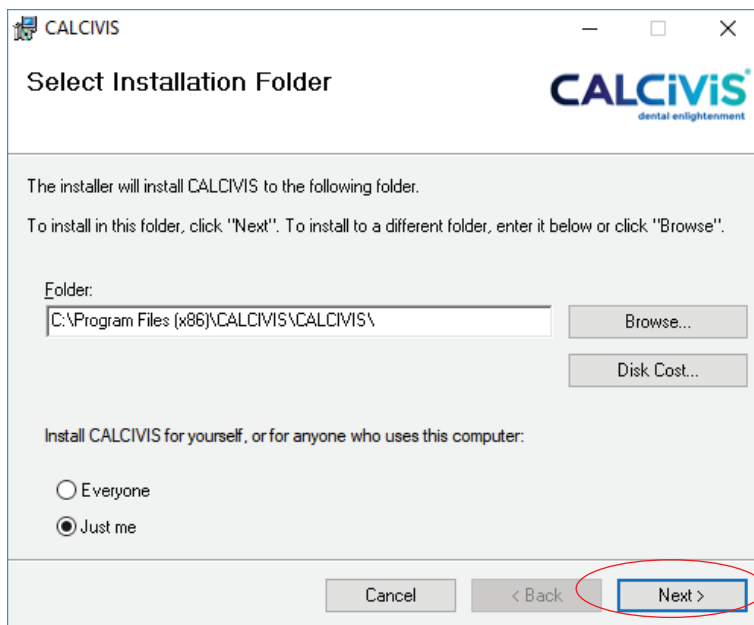 CALCIVIS
Select Installation Folder
CALCiViS
dental enlightenment
The installer will install CALCIVIS to the following folder.
To install in this folder, click "Next". To install to a different folder, enter it below or click "Browse".
Folder:
C:\Program Files (x86)\CALCIVIS\CALCIVIS\
Browse...
Disk Cost...
Install CALCIVIS for yourself, or for anyone who uses this computer:
Everyone
Just me
Cancel
< Back
Next >